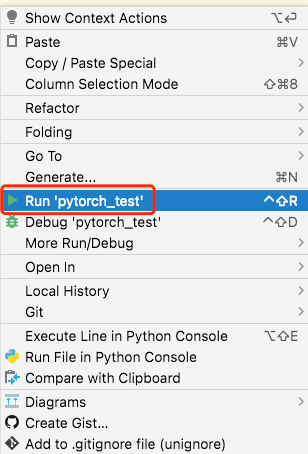 Show Context Actions ⌥⏎
Paste ⌘V
Copy / Paste Special
Column Selection Mode ⇧⌘8
Refactor
Folding
Go To
Generate... ⌘N
Run 'pytorch_test' ^⇧R
Debug 'pytorch_test' ^⇧D
More Run/Debug
Open In
Local History
Git
Execute Line in Python Console ⌥⇧E
Run File in Python Console
Compare with Clipboard
Diagrams
Create Gist...
Add to .gitignore file (unignore)